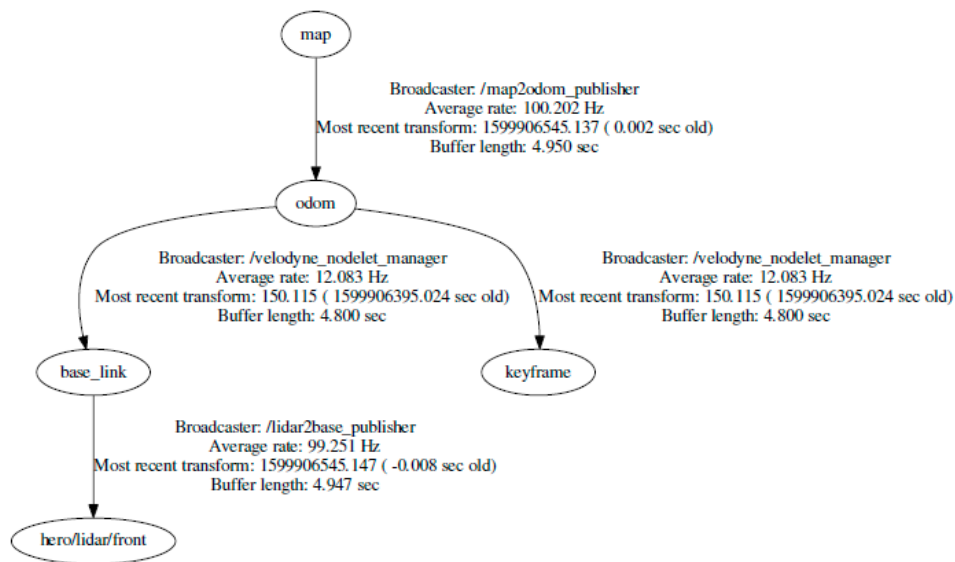 map
Broadcaster: /map2odom_publisher
Average rate: 100.202 Hz
Most recent transform: 1599906545.137 ( 0.002 sec old)
Buffer length: 4.950 sec
odom
Broadcaster: /velodyne_nodelet_manager
Average rate: 12.083 Hz
Most recent transform: 150.115 ( 1599906395.024 sec old)
Buffer length: 4.800 sec
Broadcaster: /velodyne_nodelet_manager
Average rate: 12.083 Hz
Most recent transform: 150.115 ( 1599906395.024 sec old)
Buffer length: 4.800 sec
base_link
keyframe
Broadcaster: /lidar2base_publisher
Average rate: 99.251 Hz
Most recent transform: 1599906545.147 ( -0.008 sec old)
Buffer length: 4.947 sec
hero/lidar/front